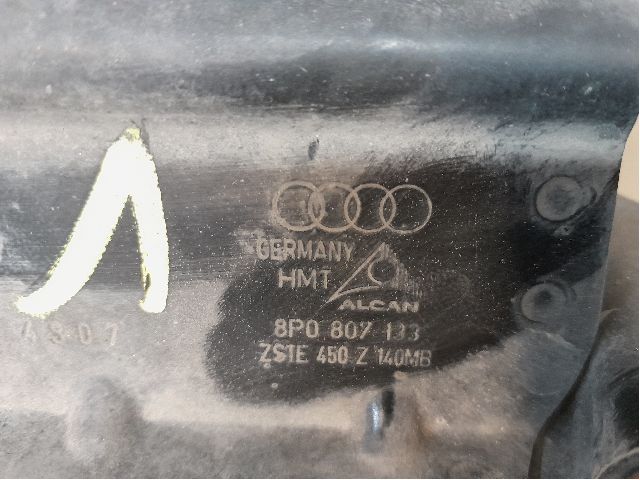 GERMANY
HMT
ALCAN
8P0 807 133
ZSTE 450 Z 140MB